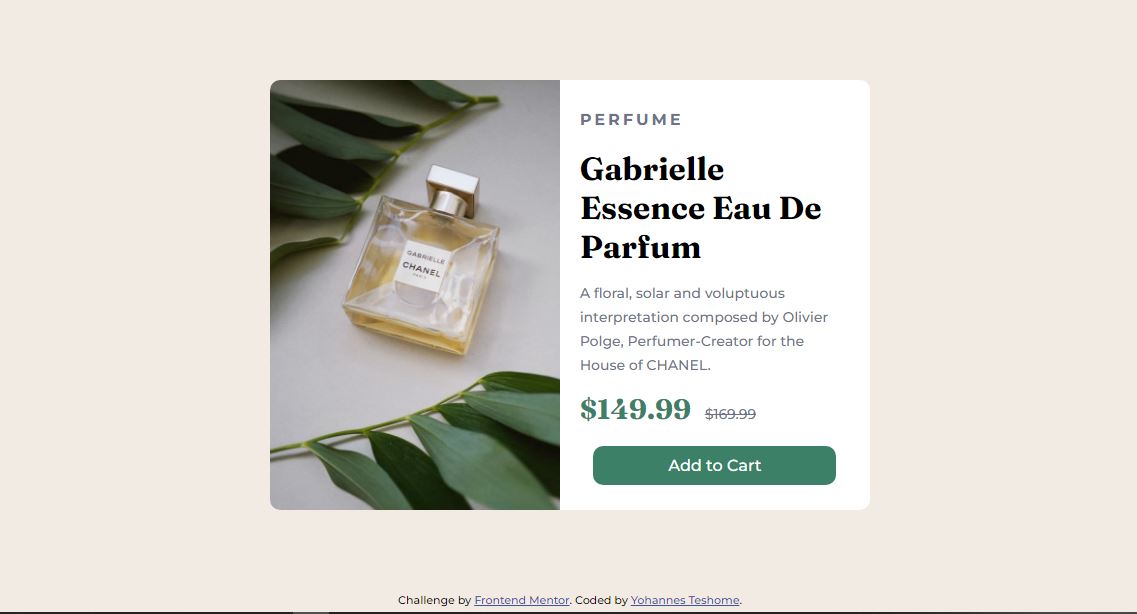 GABRIELLE
CHANEL
PARIS
PERFUME
Gabrielle
Essence Eau De
Parfum
A floral, solar and voluptuous
interpretation composed by Olivier
Polge, Perfumer-Creator for the
House of CHANEL.
$149.99 $169.99
Add to Cart
Challenge by Frontend Mentor. Coded by Yohannes Teshome.